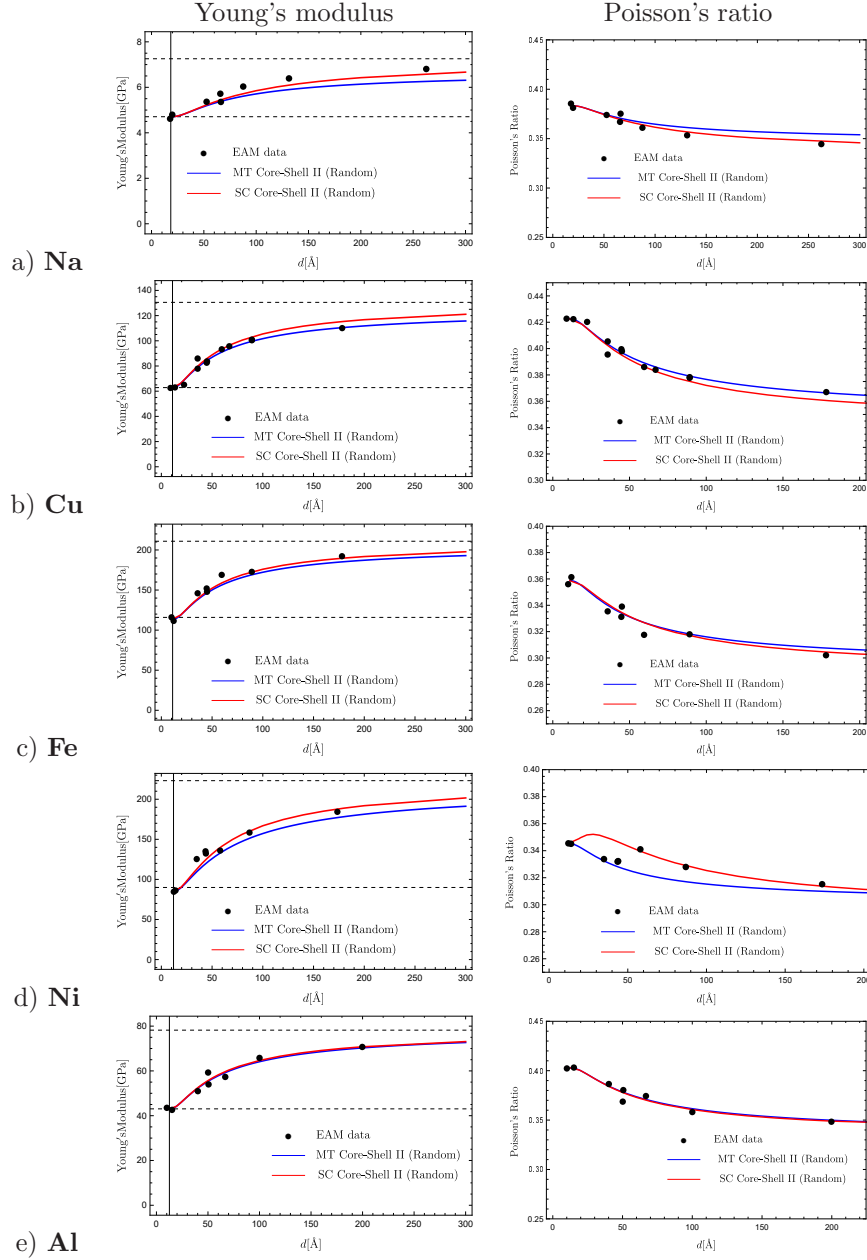 Young's modulus
Poisson's ratio
8
6
4
2
0
Young'sModulus[GPa]
EAM data
MT Core-Shell II (Random)
SC Core-Shell II (Random)
0 50 100 150 200 250 300
d[Å]
0.45
0.40
0.35
0.30
0.25
Poisson's Ratio
EAM data
MT Core-Shell II (Random)
SC Core-Shell II (Random)
0 50 100 150 200 250 300
d[Å]
a) Na
140
120
100
80
60
40
20
0
Young'sModulus[GPa]
EAM data
MT Core-Shell II (Random)
SC Core-Shell II (Random)
0 50 100 150 200 250 300
d[Å]
0.44
0.42
0.40
0.38
0.36
0.34
0.32
0.30
Poisson's Ratio
EAM data
MT Core-Shell II (Random)
SC Core-Shell II (Random)
0 50 100 150 200
d[Å]
b) Cu
200
150
100
50
0
Young'sModulus[GPa]
EAM data
MT Core-Shell II (Random)
SC Core-Shell II (Random)
0 50 100 150 200 250 300
d[Å]
0.40
0.38
0.36
0.34
0.32
0.30
0.28
0.26
Poisson's Ratio
EAM data
MT Core-Shell II (Random)
SC Core-Shell II (Random)
0 50 100 150 200
d[Å]
c) Fe
200
150
100
50
0
Young'sModulus[GPa]
EAM data
MT Core-Shell II (Random)
SC Core-Shell II (Random)
0 50 100 150 200 250 300
d[Å]
0.40
0.38
0.36
0.34
0.32
0.30
0.28
0.26
Poisson's Ratio
EAM data
MT Core-Shell II (Random)
SC Core-Shell II (Random)
0 50 100 150 200
d[Å]
d) Ni
80
60
40
20
0
Young'sModulus[GPa]
EAM data
MT Core-Shell II (Random)
SC Core-Shell II (Random)
0 50 100 150 200 250 300
d[Å]
0.45
0.40
0.35
0.30
0.25
Poisson's Ratio
EAM data
MT Core-Shell II (Random)
SC Core-Shell II (Random)
0 50 100 150 200
d[Å]
e) Al